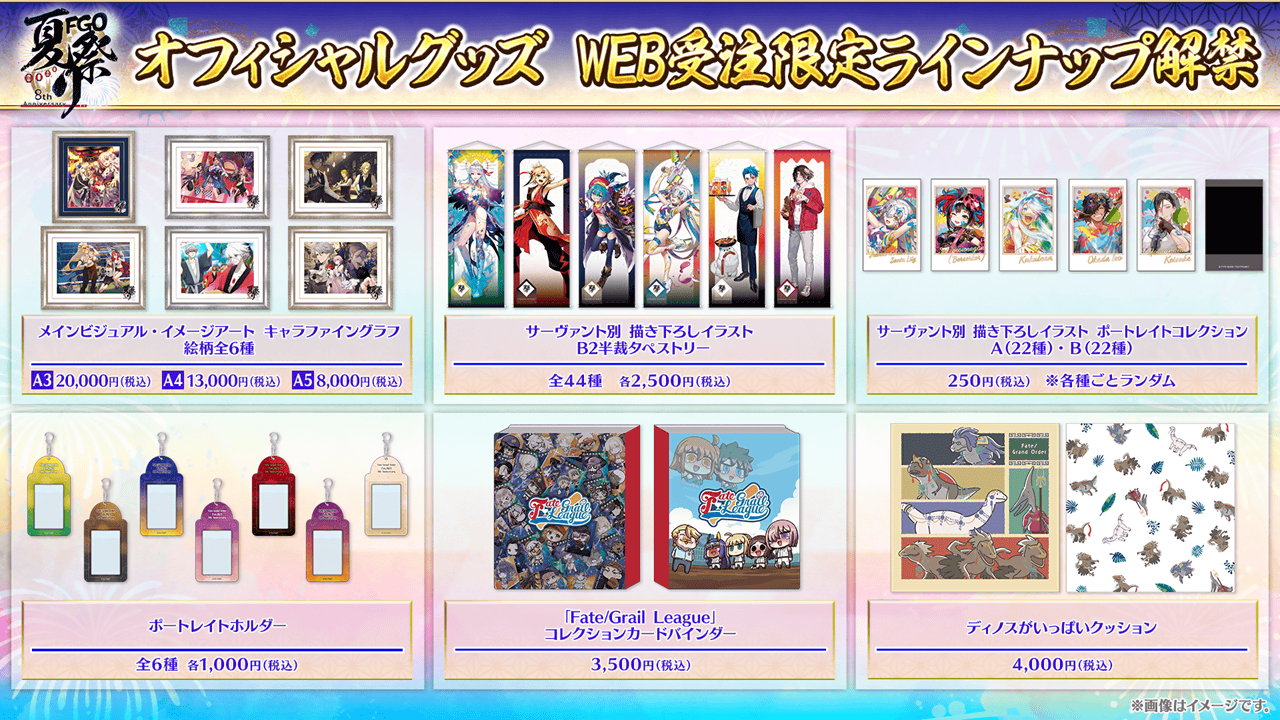 FGO
夏祭
2023
8th
Anniversary
オフィシャルグッズ WEB受注限定ラインナップ解禁
メインビジュアル・イメージアート キャラファイングラフ
絵柄全6種
A3 20,000円(税込) A4 13,000円(税込) A5 8,000円(税込)
サーヴァント別 描き下ろしイラスト
B2半裁タペストリー
全44種 各2,500円(税込)
Santa Lily
(Berserker)
Kukulcan
Okada Izo
Keisuke
サーヴァント別 描き下ろしイラスト ポートレイトコレクション
A(22種)・B(22種)
250円(税込) ※各種ごとランダム
ポートレイトホルダー
全6種 各1,000円(税込)
Fate
Grail
League
Fate
Grail
League
「Fate/Grail League」
コレクションカードバインダー
3,500円(税込)
Fate/
Grand Order
ディノスがいっぱいクッション
4,000円(税込)
※画像はイメージです。